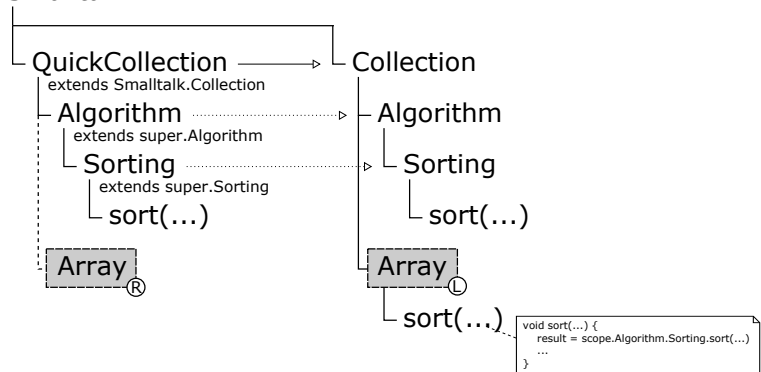 QuickCollection
extends Smalltalk.Collection
Algorithm
extends super.Algorithm
Sorting
extends super.Sorting
sort(...)
Array
R
Collection
Algorithm
Sorting
sort(...)
Array
L
sort(...)
void sort(...) {
result = scope.Algorithm.Sorting.sort(...)
...
}